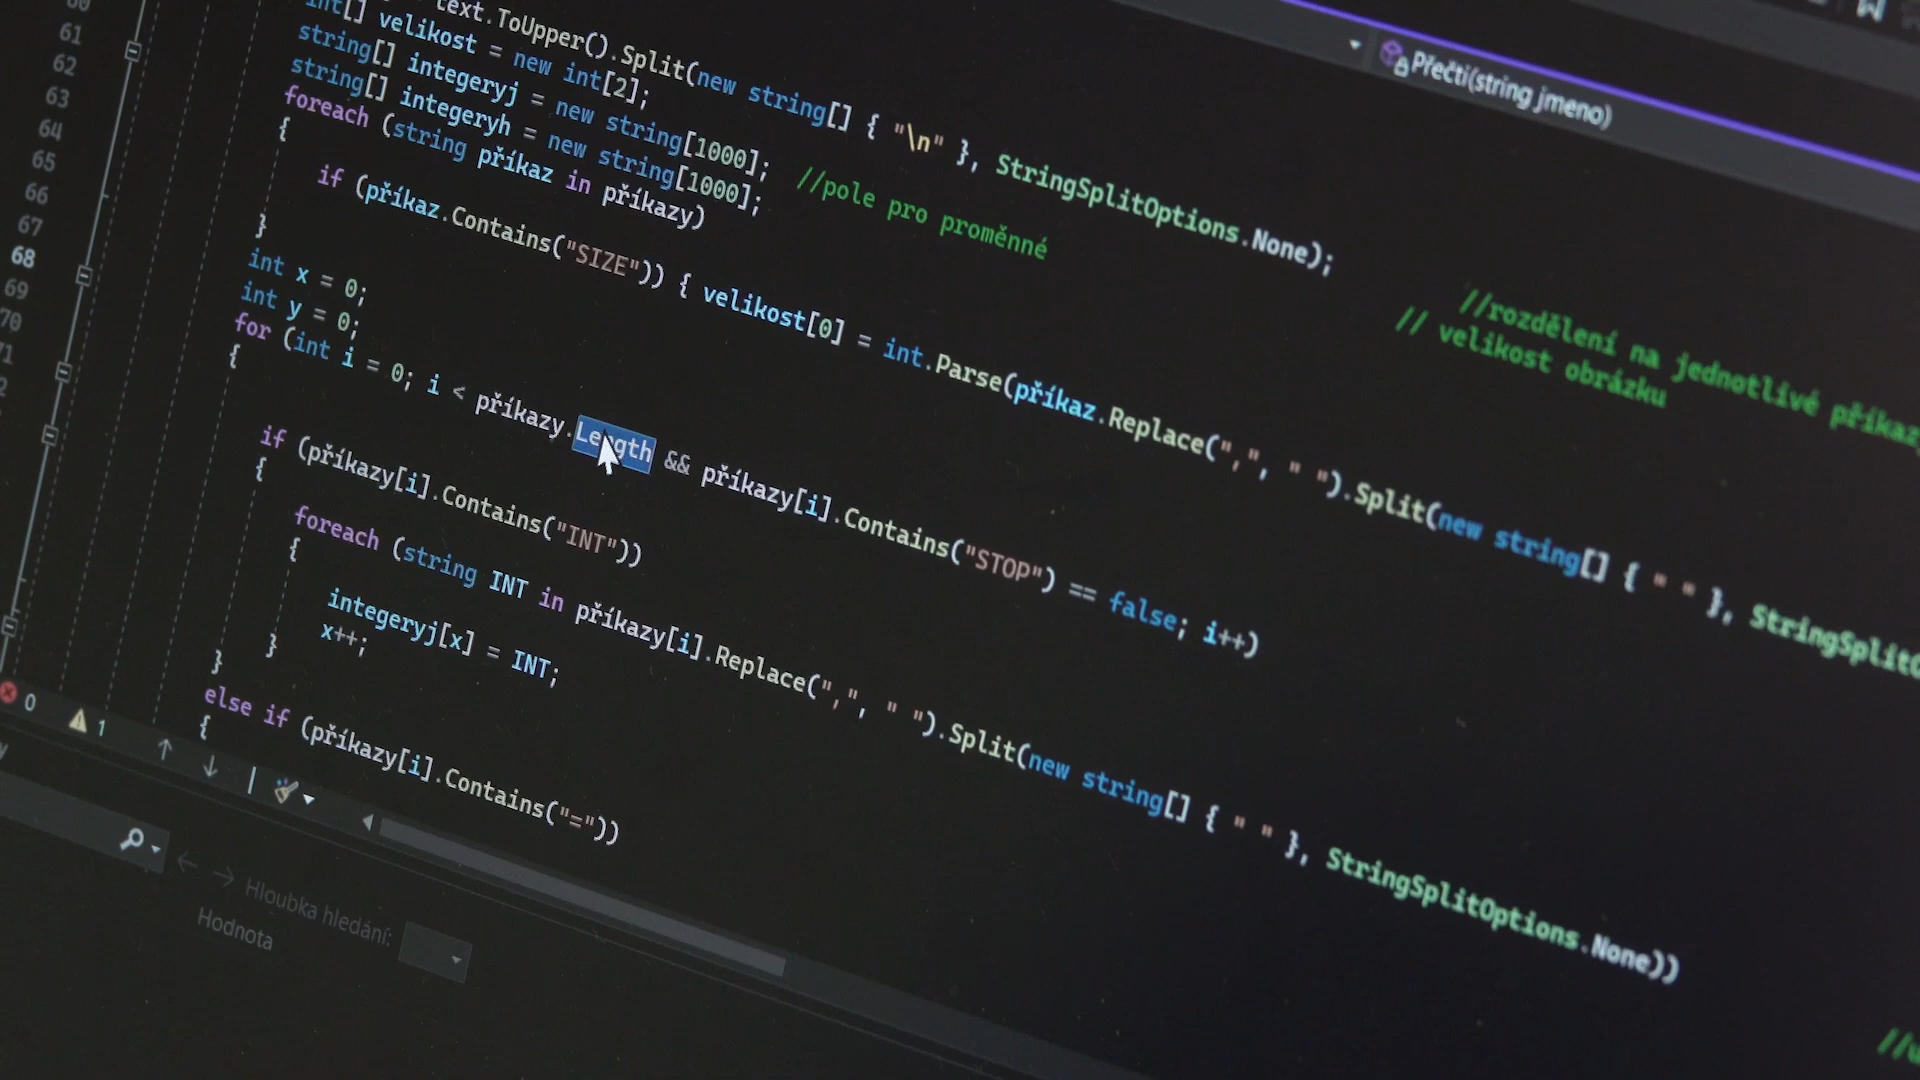 Přečti(string jmeno)
60
61
62
63
64
65
66
67
68
69
70
text.ToUpper().Split(new string[] { "\n" }, StringSplitOptions.None); //rozdělení na jednotlivé příkazy
int[] velikost = new int[2]; // velikost obrázku
string[] integeryj = new string[1000]; //pole pro proměnné
string[] integeryh = new string[1000];
foreach (string příkaz in příkazy)
{
if (příkaz.Contains("SIZE")) { velikost[0] = int.Parse(příkaz.Replace(",", " ").Split(new string[] { " " },
}
int x = 0;
int y = 0;
for (int i = 0; i < příkazy.Length && příkazy[i].Contains("STOP") == false; i++)
{
if (příkazy[i].Contains("INT"))
{
foreach (string INT in příkazy[i].Replace(",", " ").Split(new string[] { " " }, StringSplitOptions.None))
{
integeryj[x] = INT;
x++;
}
}
else if (příkazy[i].Contains("="))
{
0
1
Hloubka hledání:
Hodnota